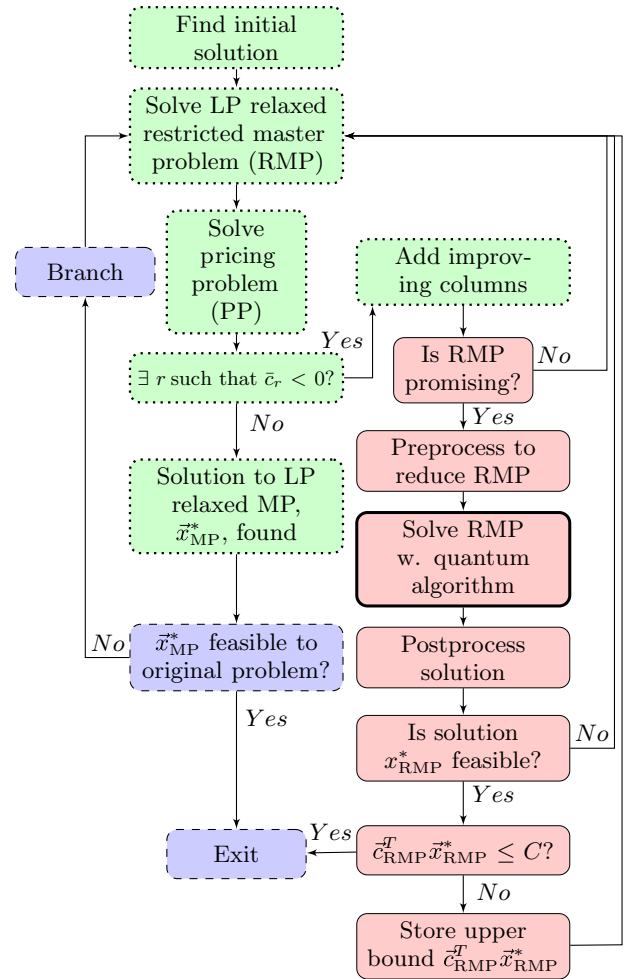 Find initial
solution
Solve LP relaxed
restricted master
problem (RMP)
Solve
pricing
problem
(PP)
Branch
Add improv-
ing columns
Yes
∃ r such that c̄_r < 0?
Is RMP
promising?
No
No
Yes
Solution to LP
relaxed MP,
x⃗*_MP, found
Preprocess to
reduce RMP
Solve RMP
w. quantum
algorithm
No
x⃗*_MP feasible to
original problem?
Postprocess
solution
Yes
Is solution
x*_RMP feasible?
No
Yes
Exit
Yes
c⃗^T_RMP x⃗*_RMP ≤ C?
No
Store upper
bound c⃗^T_RMP x⃗*_RMP